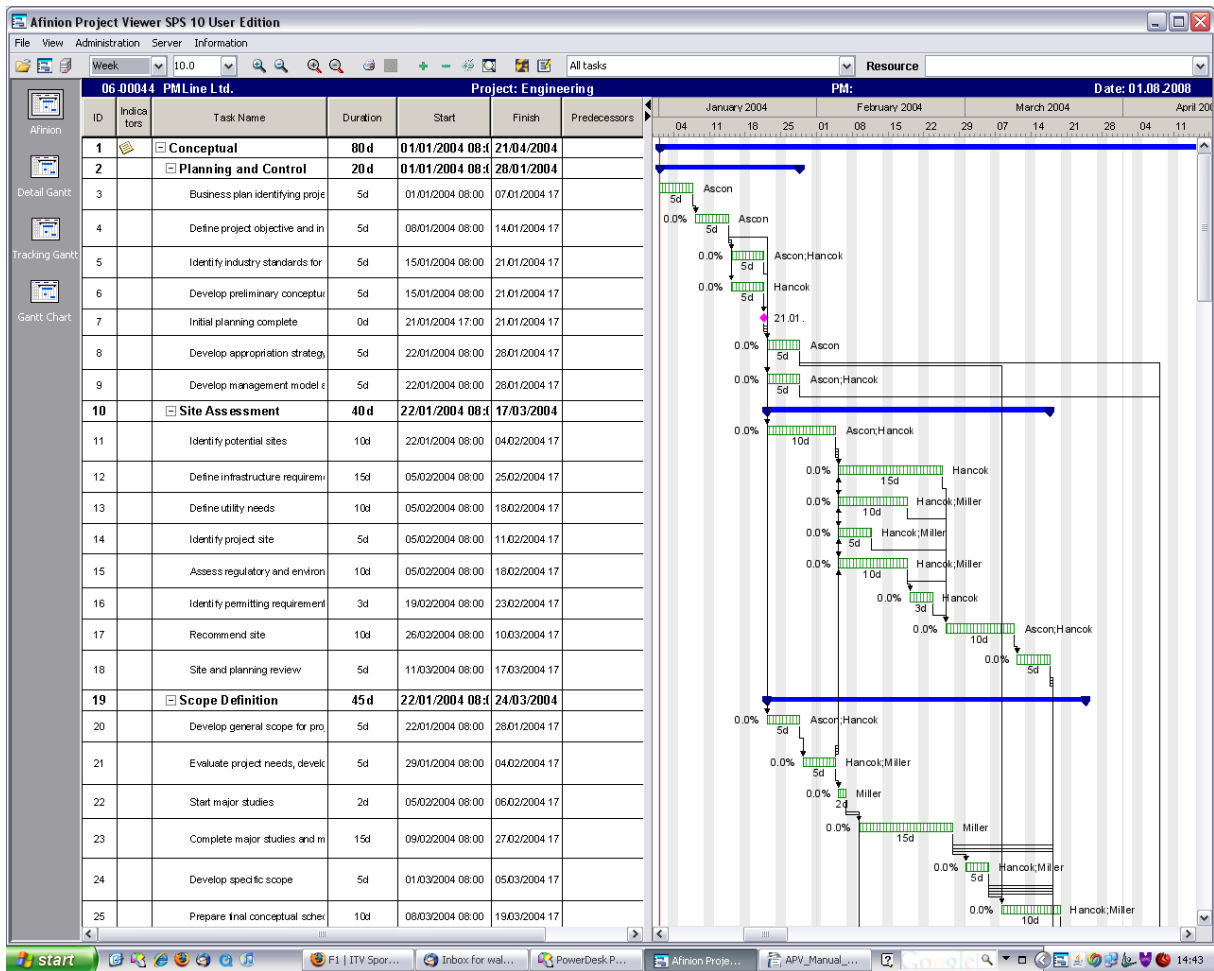 Afinion Project Viewer SPS 10 User Edition
File View Administration Server Information
Week 10.0 All tasks Resource
06-00044 PMLine Ltd. Project: Engineering PM: Date: 01.08.2008
ID Indica tors Task Name Duration Start Finish Predecessors
January 2004 February 2004 March 2004 April 200
04 11 18 25 01 08 15 22 29 07 14 21 28 04 11
Afinion
Detail Gantt
Tracking Gantt
Gantt Chart
1 Conceptual 80 d 01/01/2004 08:0 21/04/2004
2 Planning and Control 20 d 01/01/2004 08:0 28/01/2004
3 Business plan identifying proje 5d 01/01/2004 08:00 07/01/2004 17 Ascon
5d
4 Define project objective and in 5d 08/01/2004 08:00 14/01/2004 17 0.0% Ascon
5d
5 Identify industry standards for 5d 15/01/2004 08:00 21/01/2004 17 0.0% Ascon;Hancok
5d
6 Develop preliminary conceptua 5d 15/01/2004 08:00 21/01/2004 17 0.0% Hancok
5d
7 Initial planning complete 0d 21/01/2004 17:00 21/01/2004 17 21.01.
8 Develop appropriation strategy, 5d 22/01/2004 08:00 28/01/2004 17 0.0% Ascon
5d
9 Develop management model a 5d 22/01/2004 08:00 28/01/2004 17 0.0% Ascon;Hancok
5d
10 Site Assessment 40 d 22/01/2004 08:0 17/03/2004
11 Identify potential sites 10d 22/01/2004 08:00 04/02/2004 17 0.0% Ascon;Hancok
10d
12 Define infrastructure requirem 15d 05/02/2004 08:00 25/02/2004 17 0.0% Hancok
15d
13 Define utility needs 10d 05/02/2004 08:00 18/02/2004 17 0.0% Hancok;Miller
10d
14 Identify project site 5d 05/02/2004 08:00 11/02/2004 17 0.0% Hancok;Miller
5d
15 Assess regulatory and environ 10d 05/02/2004 08:00 18/02/2004 17 0.0% Hancok;Miller
10d
16 Identify permitting requirement 3d 19/02/2004 08:00 23/02/2004 17 0.0% Hancok
3d
17 Recommend site 10d 26/02/2004 08:00 10/03/2004 17 0.0% Ascon;Hancok
10d
18 Site and planning review 5d 11/03/2004 08:00 17/03/2004 17 0.0%
5d
19 Scope Definition 45 d 22/01/2004 08:0 24/03/2004
20 Develop general scope for pro 5d 22/01/2004 08:00 28/01/2004 17 0.0% Ascon;Hancok
5d
21 Evaluate project needs, develo 5d 29/01/2004 08:00 04/02/2004 17 0.0% Hancok;Miller
5d
22 Start major studies 2d 05/02/2004 08:00 06/02/2004 17 0.0% Miller
2d
23 Complete major studies and m 15d 09/02/2004 08:00 27/02/2004 17 0.0% Miller
15d
24 Develop specific scope 5d 01/03/2004 08:00 05/03/2004 17 0.0% Hancok;Miller
5d
25 Prepare final conceptual sched 10d 08/03/2004 08:00 19/03/2004 17 0.0% Hancok;Miller
10d
start F1 | ITV Spor... Inbox for wal... PowerDesk P... Afinion Proje... APV_Manual_... Google 14:43